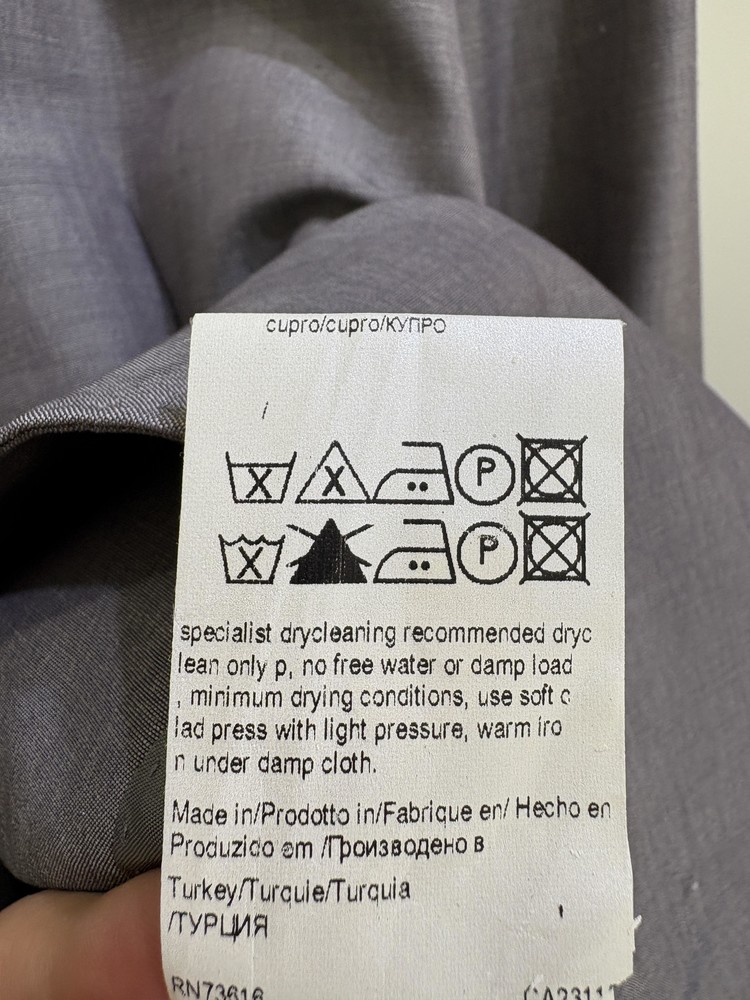 cupro/cupro/КУПРО
X X P
X P
specialist drycleaning recommended dryc
lean only p, no free water or damp load
, minimum drying conditions, use soft c
lad press with light pressure, warm iro
n under damp cloth.
Made in/Prodotto in/Fabrique en/ Hecho en
Produzido em /Производено в
Turkey/Turquie/Turquia
/ТУРЦИЯ
RN73616